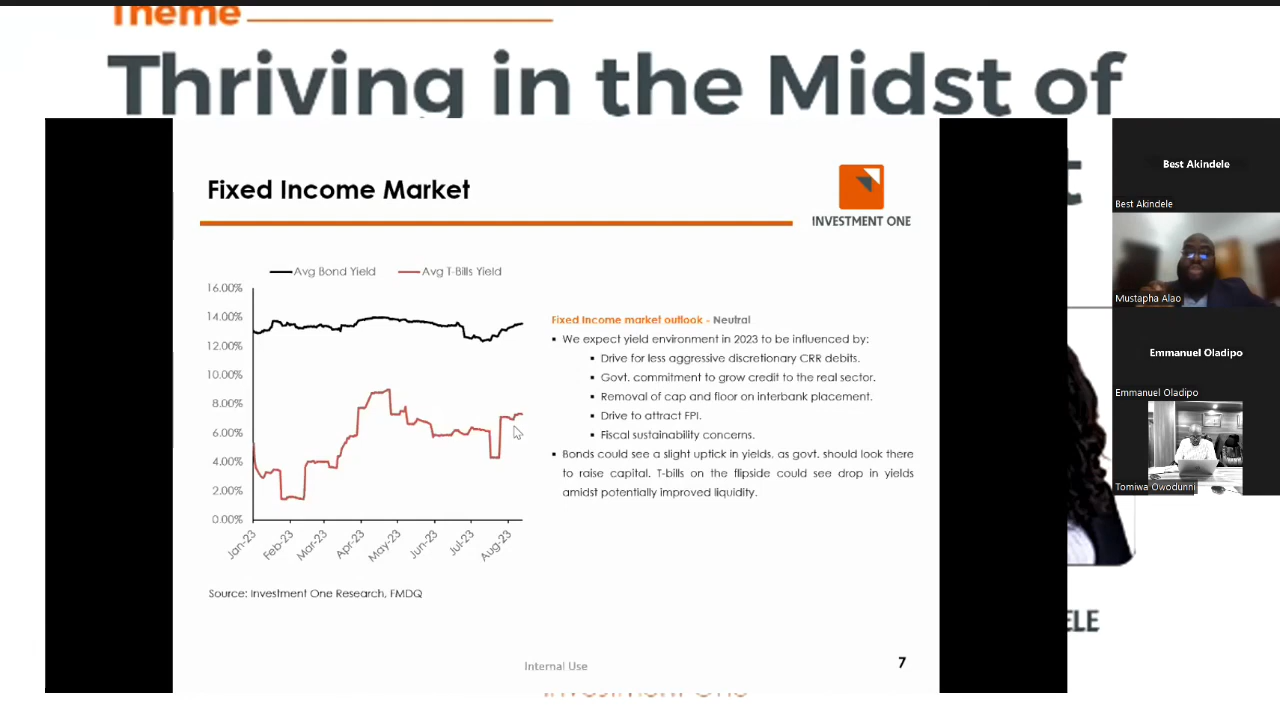 Theme
Thriving in the Midst of
Fixed Income Market
INVESTMENT ONE
Avg Bond Yield
Avg T-Bills Yield
16.00%
14.00%
12.00%
10.00%
8.00%
6.00%
4.00%
2.00%
0.00%
Jan-23
Feb-23
Mar-23
Apr-23
May-23
Jun-23
Jul-23
Aug-23
Fixed Income market outlook - Neutral
▪ We expect yield environment in 2023 to be influenced by:
▪ Drive for less aggressive discretionary CRR debits.
▪ Govt. commitment to grow credit to the real sector.
▪ Removal of cap and floor on interbank placement.
▪ Drive to attract FPI.
▪ Fiscal sustainability concerns.
▪ Bonds could see a slight uptick in yields, as govt. should look there
to raise capital. T-bills on the flipside could see drop in yields
amidst potentially improved liquidity.
Source: Investment One Research, FMDQ
Internal Use
7
Best Akindele
Best Akindele
Mustapha Alao
Emmanuel Oladipo
Emmanuel Oladipo
Tomiwa Owodunni
ELE